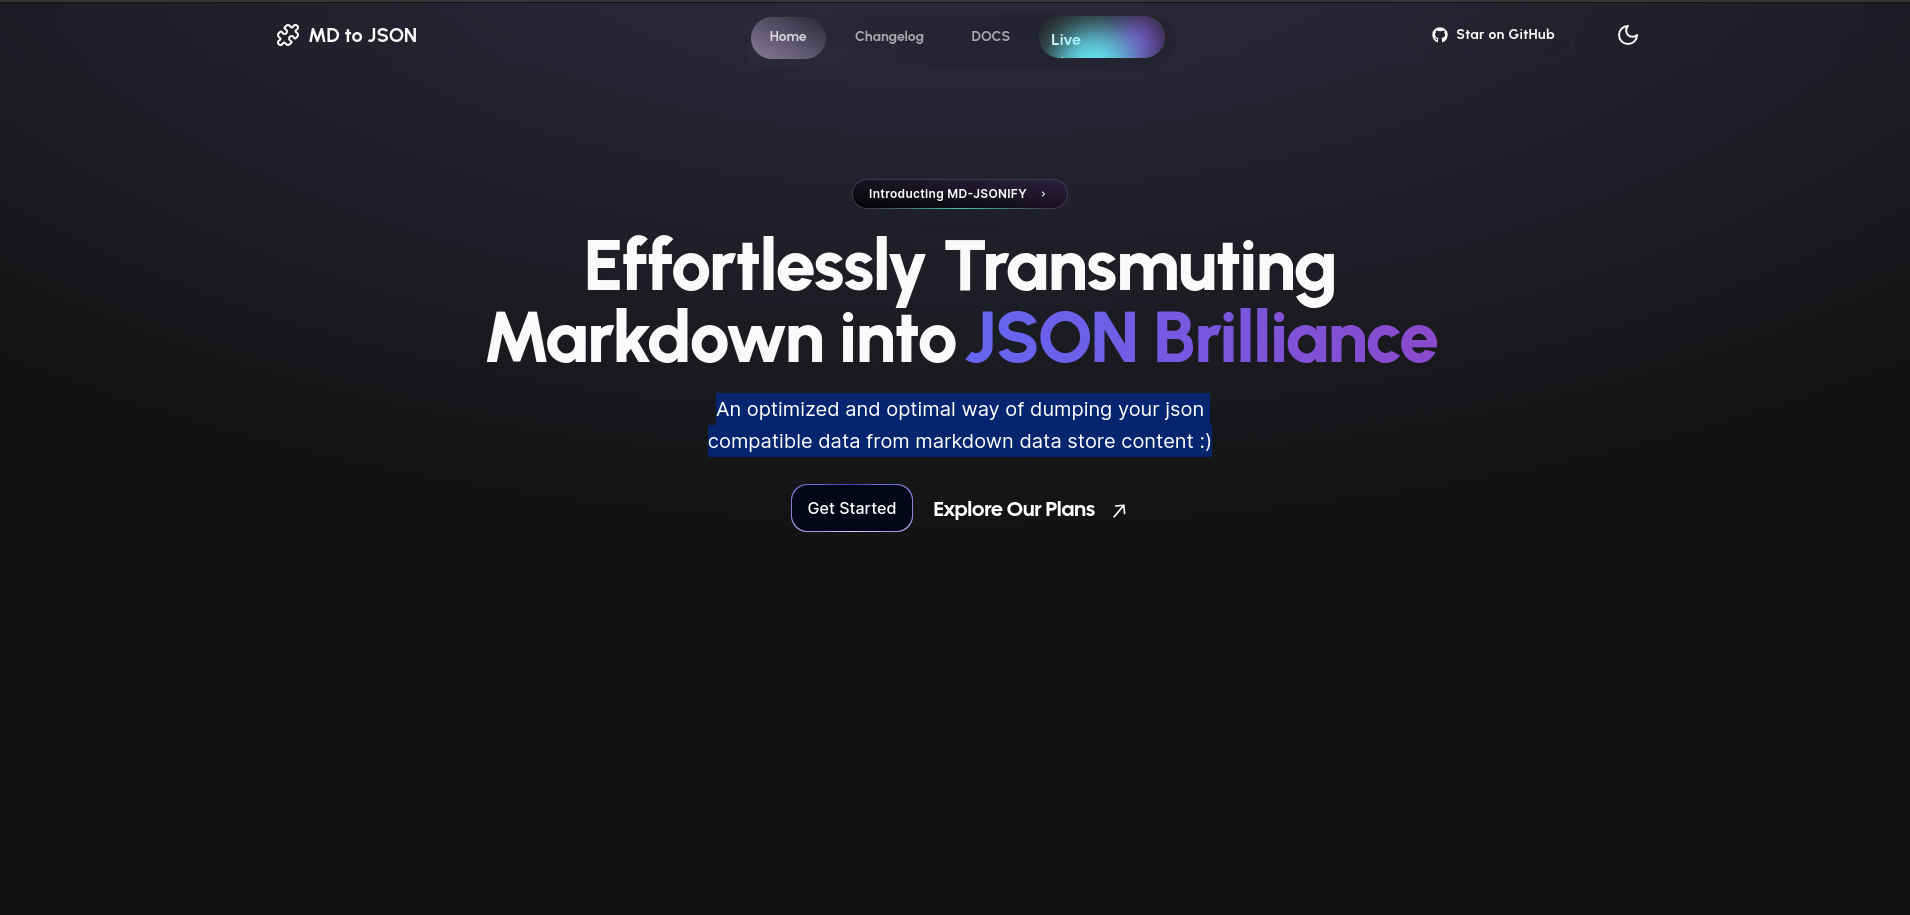 MD to JSON
Home
Changelog
DOCS
Live
Star on GitHub
Introducting MD-JSONIFY
Effortlessly Transmuting
Markdown into JSON Brilliance
An optimized and optimal way of dumping your json
compatible data from markdown data store content :)
Get Started
Explore Our Plans